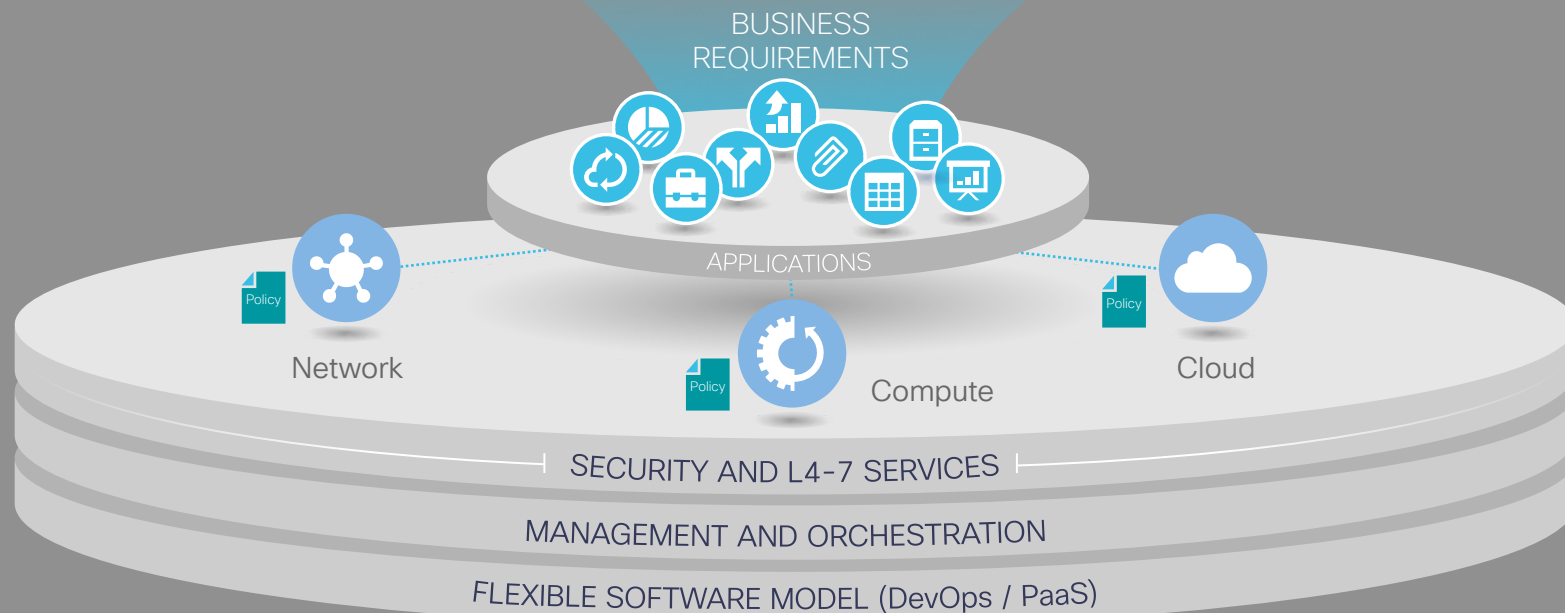 BUSINESS
REQUIREMENTS
APPLICATIONS
Policy
Network
Policy
Compute
Policy
Cloud
SECURITY AND L4-7 SERVICES
MANAGEMENT AND ORCHESTRATION
FLEXIBLE SOFTWARE MODEL (DevOps / PaaS)